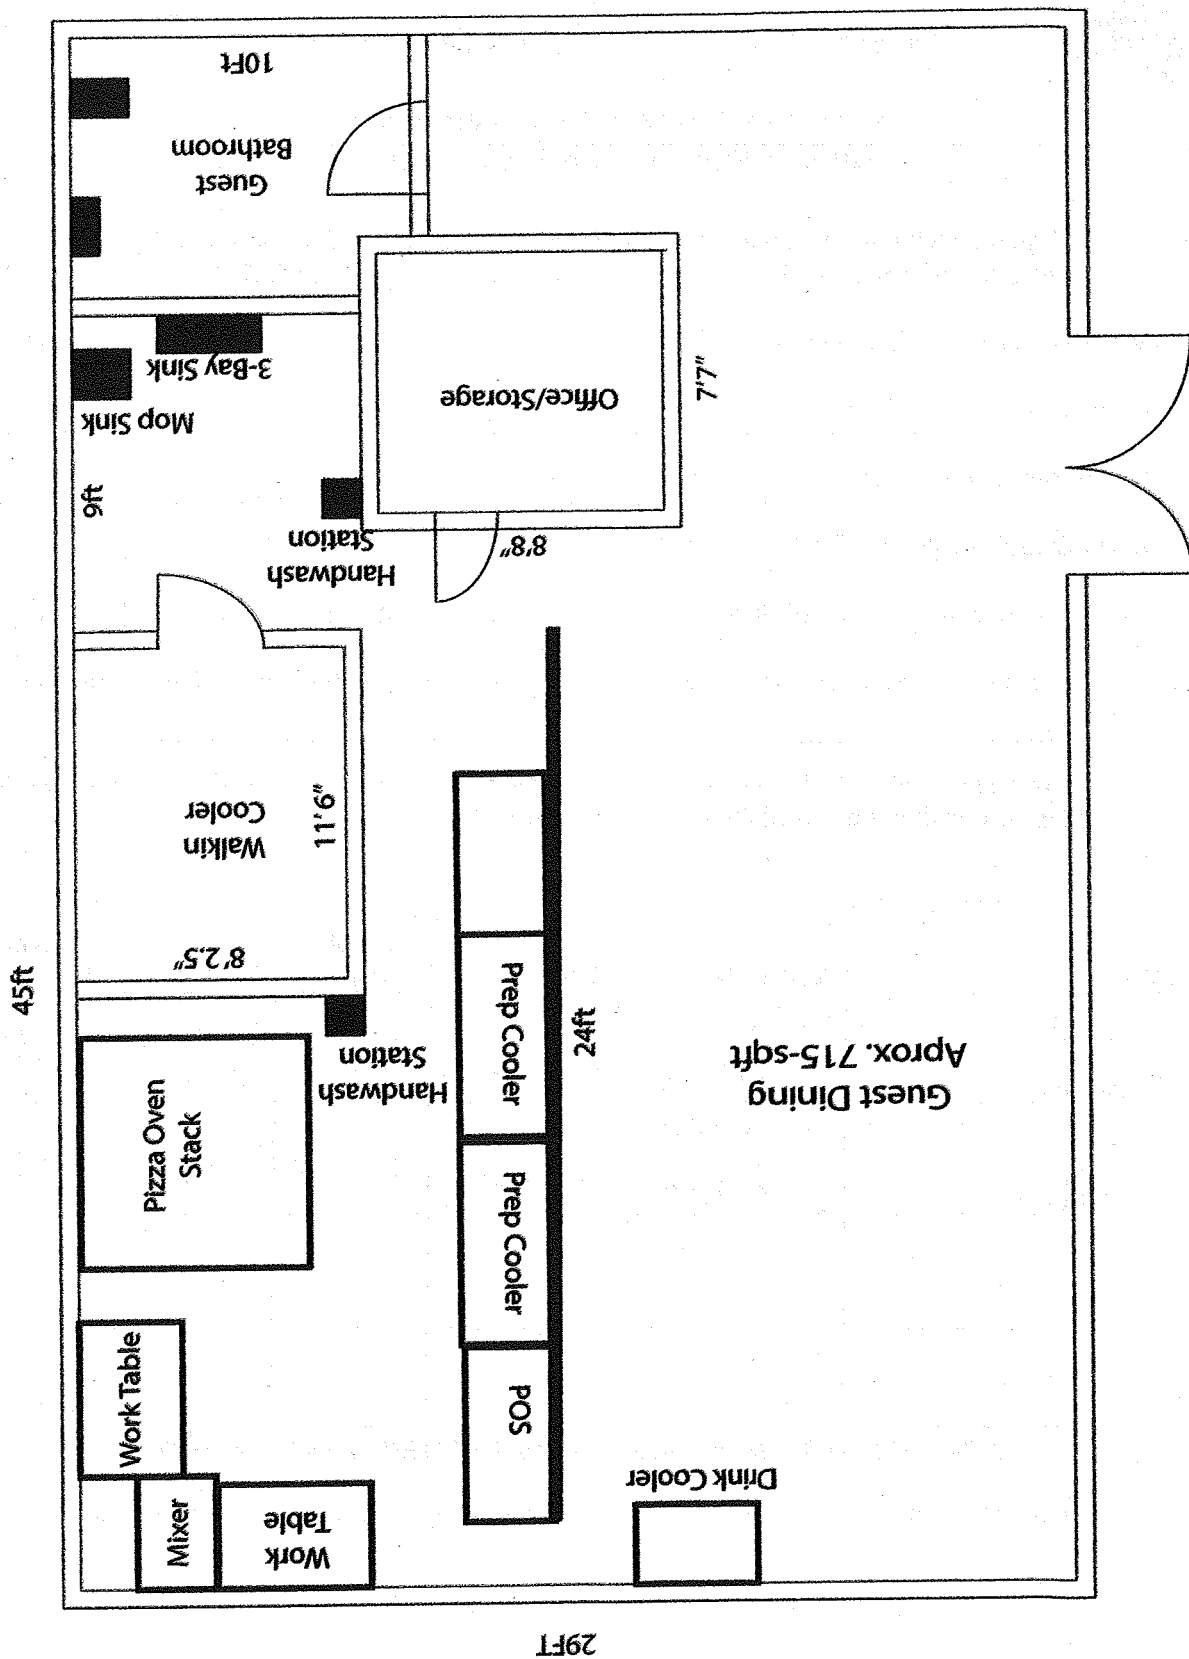 10Ft
Guest
Bathroom
3-Bay Sink
Mop Sink
9ft
Handwash
Station
Office/Storage
7'7"
8'8"
Walkin
Cooler
11'6"
8'2.5"
45ft
Handwash
Station
Pizza Oven
Stack
Prep Cooler
24ft
Prep Cooler
Guest Dining
Aprox. 715-sqft
Work Table
POS
Mixer
Work
Table
Drink Cooler
29FT